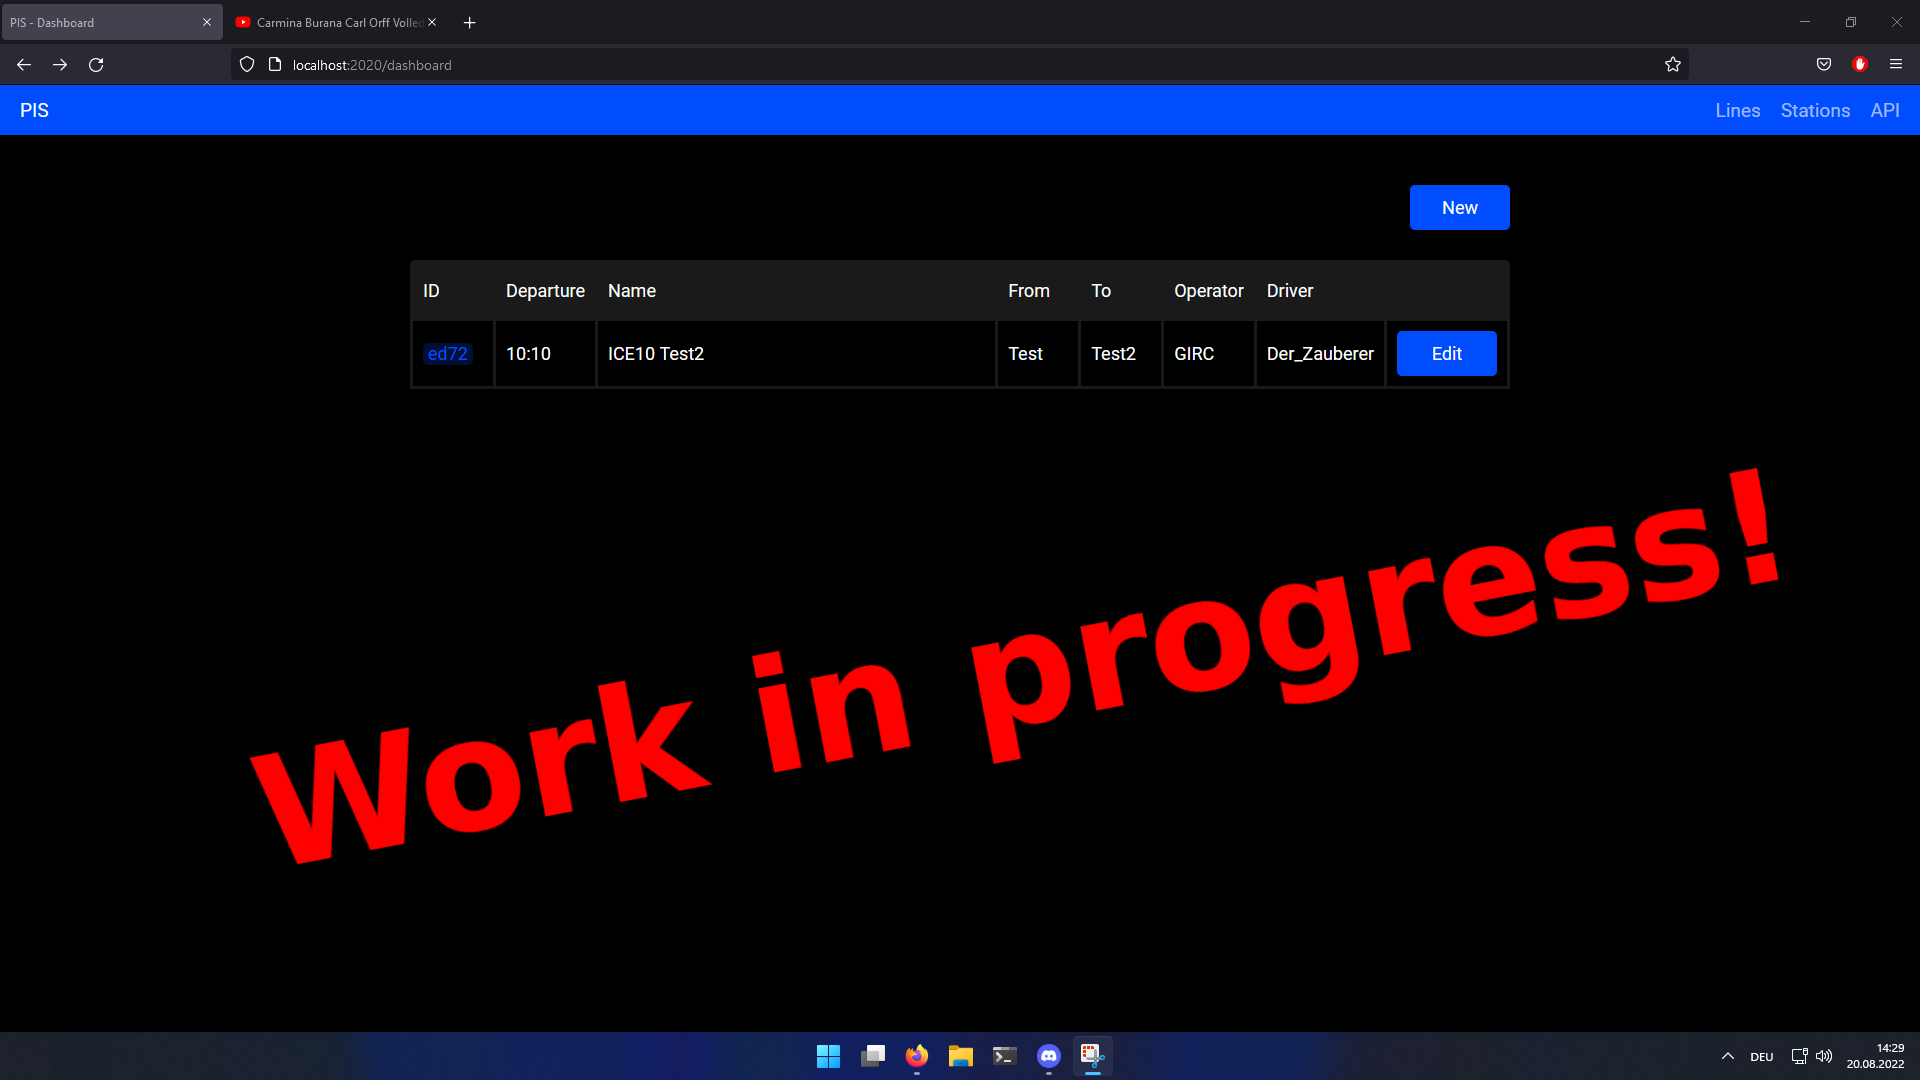 PIS - Dashboard
Carmina Burana Carl Orff Volled
localhost:2020/dashboard
PIS
Lines Stations API
New
ID Departure Name From To Operator Driver
ed72 10:10 ICE10 Test2 Test Test2 GIRC Der_Zauberer Edit
Work in progress!
DEU
14:29
20.08.2022